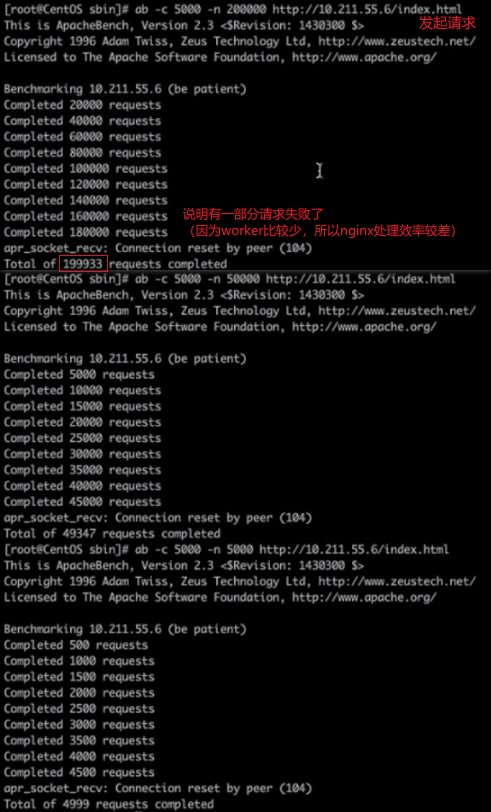 [root@CentOS sbin]# ab -c 5000 -n 200000 http://10.211.55.6/index.html
This is ApacheBench, Version 2.3 <$Revision: 1430300 $>
发起请求
Copyright 1996 Adam Twiss, Zeus Technology Ltd, http://www.zeustech.net/
Licensed to The Apache Software Foundation, http://www.apache.org/
Benchmarking 10.211.55.6 (be patient)
Completed 20000 requests
Completed 40000 requests
Completed 60000 requests
Completed 80000 requests
Completed 100000 requests
Completed 120000 requests
Completed 140000 requests
Completed 160000 requests
说明有一部分请求失败了
Completed 180000 requests
（因为worker比较少，所以nginx处理效率较差）
apr_socket_recv: Connection reset by peer (104)
Total of 199933 requests completed
[root@CentOS sbin]# ab -c 5000 -n 50000 http://10.211.55.6/index.html
This is ApacheBench, Version 2.3 <$Revision: 1430300 $>
Copyright 1996 Adam Twiss, Zeus Technology Ltd, http://www.zeustech.net/
Licensed to The Apache Software Foundation, http://www.apache.org/
Benchmarking 10.211.55.6 (be patient)
Completed 5000 requests
Completed 10000 requests
Completed 15000 requests
Completed 20000 requests
Completed 25000 requests
Completed 30000 requests
Completed 35000 requests
Completed 40000 requests
Completed 45000 requests
apr_socket_recv: Connection reset by peer (104)
Total of 49347 requests completed
[root@CentOS sbin]# ab -c 5000 -n 5000 http://10.211.55.6/index.html
This is ApacheBench, Version 2.3 <$Revision: 1430300 $>
Copyright 1996 Adam Twiss, Zeus Technology Ltd, http://www.zeustech.net/
Licensed to The Apache Software Foundation, http://www.apache.org/
Benchmarking 10.211.55.6 (be patient)
Completed 500 requests
Completed 1000 requests
Completed 1500 requests
Completed 2000 requests
Completed 2500 requests
Completed 3000 requests
Completed 3500 requests
Completed 4000 requests
Completed 4500 requests
apr_socket_recv: Connection reset by peer (104)
Total of 4999 requests completed